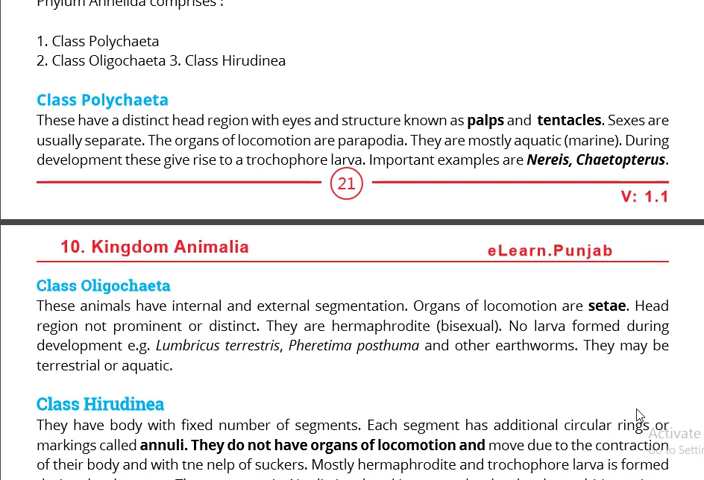 Phylum Annelida comprises :
1. Class Polychaeta
2. Class Oligochaeta 3. Class Hirudinea
Class Polychaeta
These have a distinct head region with eyes and structure known as palps and tentacles. Sexes are
usually separate. The organs of locomotion are parapodia. They are mostly aquatic (marine). During
development these give rise to a trochophore larva. Important examples are Nereis, Chaetopterus.
21
V: 1.1
10. Kingdom Animalia
eLearn.Punjab
Class Oligochaeta
These animals have internal and external segmentation. Organs of locomotion are setae. Head
region not prominent or distinct. They are hermaphrodite (bisexual). No larva formed during
development e.g. Lumbricus terrestris, Pheretima posthuma and other earthworms. They may be
terrestrial or aquatic.
Class Hirudinea
They have body with fixed number of segments. Each segment has additional circular rings or
markings called annuli. They do not have organs of locomotion and move due to the contraction
of their body and with tne nelp of suckers. Mostly hermaphrodite and trochophore larva is formed
Activate
Go to Setti